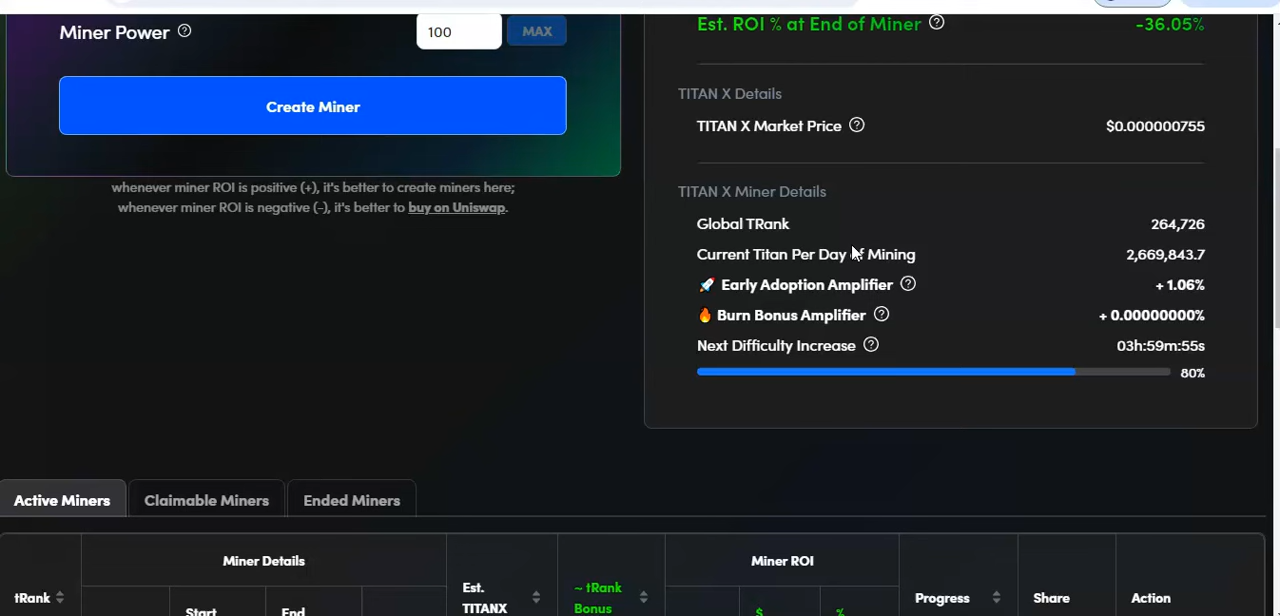 Miner Power
100
MAX
Create Miner
whenever miner ROI is positive (+), it's better to create miners here;
whenever miner ROI is negative (-), it's better to buy on Uniswap.
Est. ROI % at End of Miner
-36.05%
TITAN X Details
TITAN X Market Price
$0.000000755
TITAN X Miner Details
Global TRank
264,726
Current Titan Per Day of Mining
2,669,843.7
Early Adoption Amplifier
+ 1.06%
Burn Bonus Amplifier
+ 0.00000000%
Next Difficulty Increase
03h:59m:55s
80%
Active Miners
Claimable Miners
Ended Miners
tRank
Miner Details
Start
End
Est.
TITANX
~ tRank
Bonus
Miner ROI
$
%
Progress
Share
Action